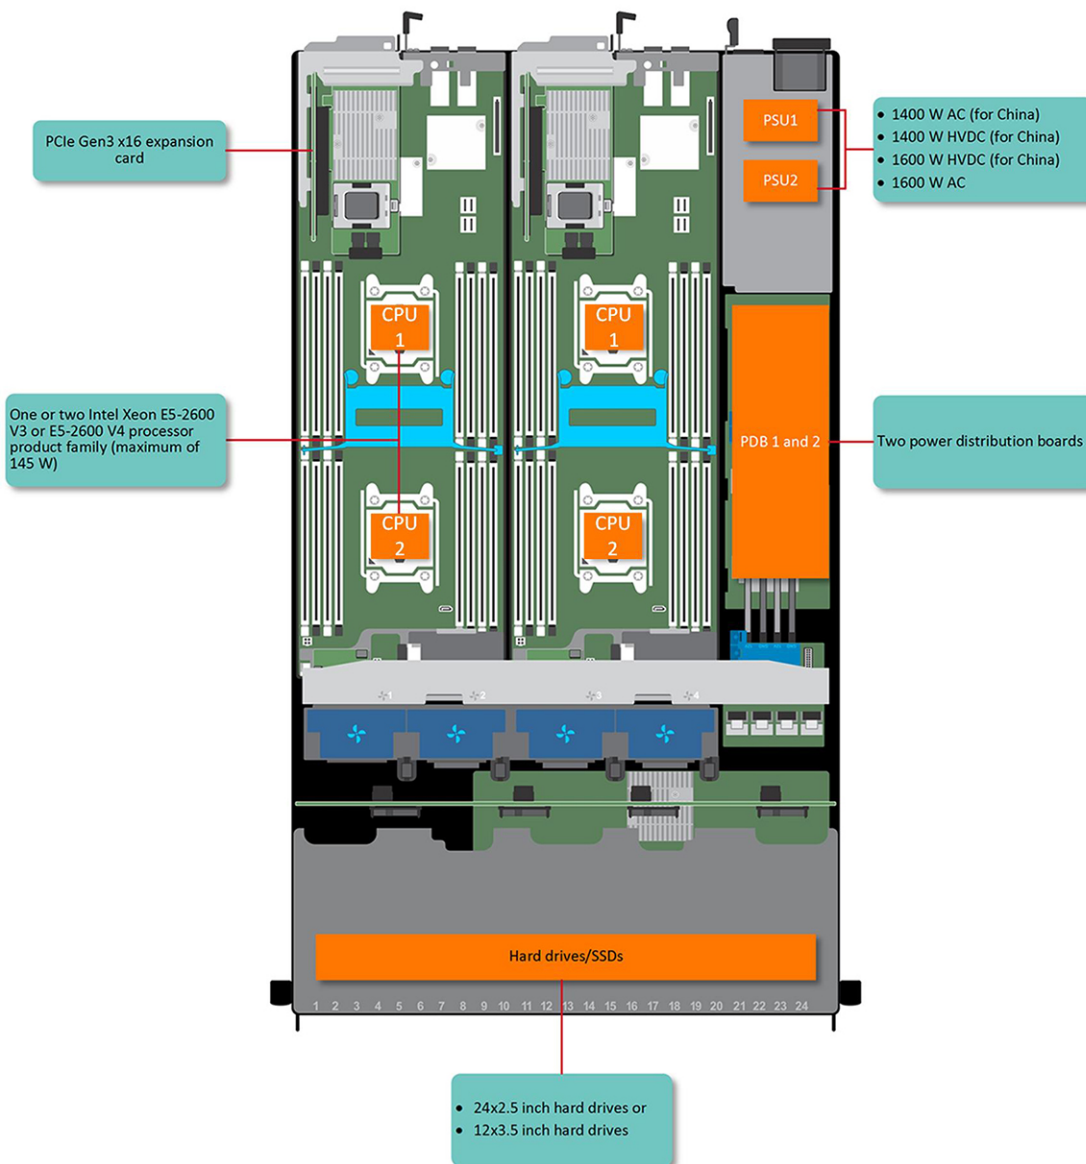 PSU1
PSU2
• 1400 W AC (for China)
• 1400 W HVDC (for China)
• 1600 W HVDC (for China)
• 1600 W AC
PCIe Gen3 x16 expansion
card
CPU
1
CPU
1
One or two Intel Xeon E5-2600
V3 or E5-2600 V4 processor
product family (maximum of
145 W)
PDB 1 and 2
Two power distribution boards
CPU
2
CPU
2
1 2 3 4
Hard drives/SSDs
1 2 3 4 5 6 7 8 9 10 11 12 13 14 15 16 17 18 19 20 21 22 23 24
• 24x2.5 inch hard drives or
• 12x3.5 inch hard drives